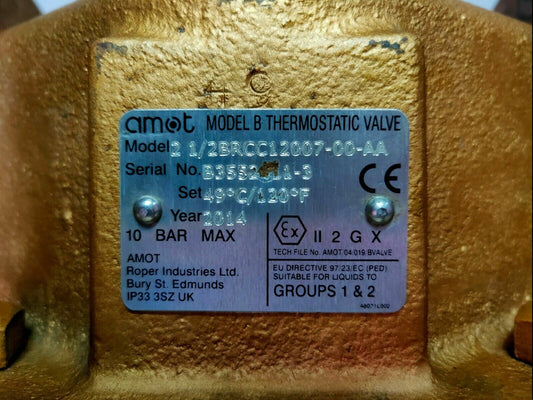 amot MODEL B THERMOSTATIC VALVE
Model 2 1/2BRCC12007-00-AA
Serial No.
Set 49°C/120°F
Year 2014
CE
10 BAR MAX
Ex II 2 G X
TECH File No. AMOT 04/019 BVALVE
AMOT
Roper Industries Ltd.
Bury St. Edmunds
IP33 3SZ UK
EU DIRECTIVE 97/23/EC (PED)
SUITABLE FOR LIQUIDS TO
GROUPS 1 & 2